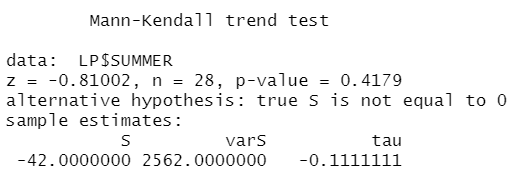 Mann-Kendall trend test
data: LP$SUMMER
z = -0.81002, n = 28, p-value = 0.4179
alternative hypothesis: true S is not equal to 0
sample estimates:
S varS tau
-42.0000000 2562.0000000 -0.1111111